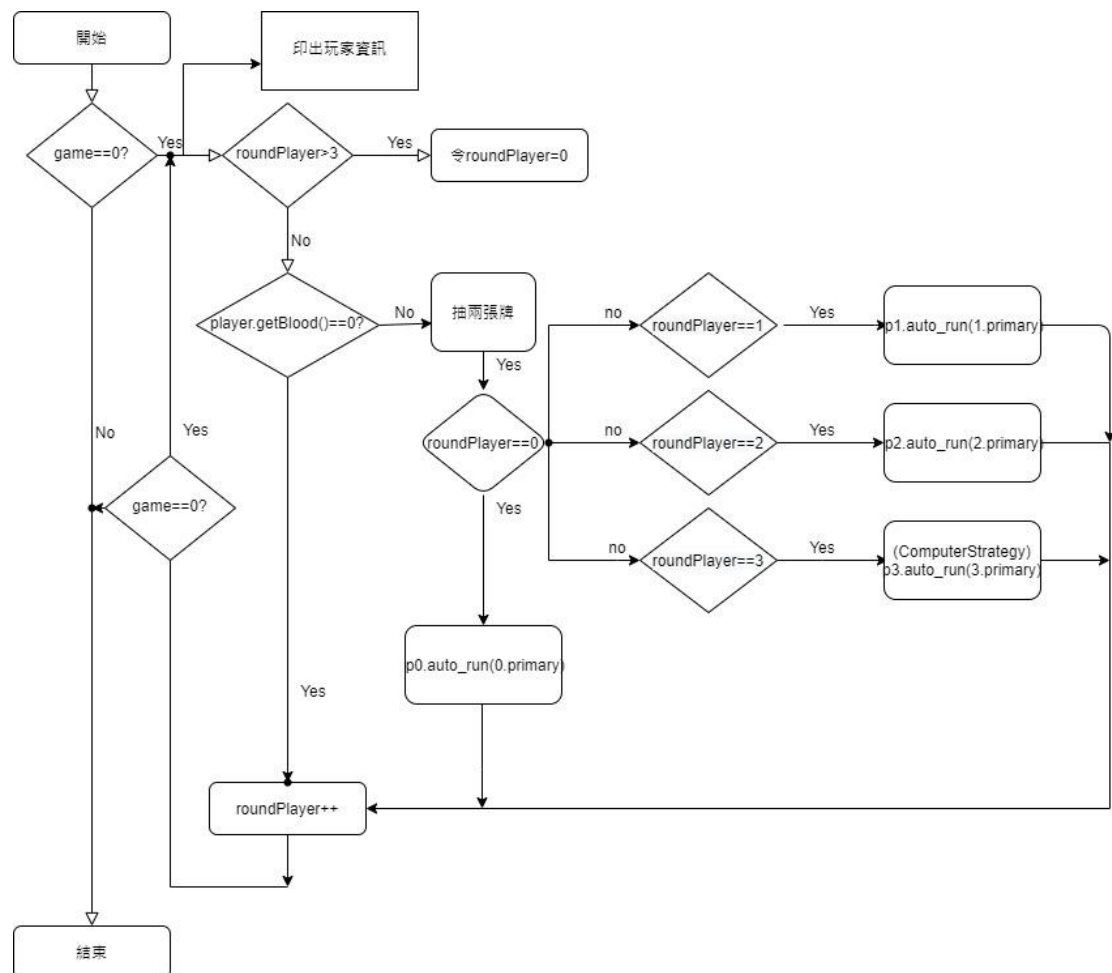 開始
印出玩家資訊
game==0?
Yes
roundPlayer>3
Yes
令roundPlayer=0
No
player.getBlood()==0?
No
抽兩張牌
Yes
no
roundPlayer==1
Yes
p1.auto_run(1.primary)
roundPlayer==0
no
roundPlayer==2
Yes
p2.auto_run(2.primary)
no
roundPlayer==3
Yes
(ComputerStrategy)
p3.auto_run(3.primary)
Yes
p0.auto_run(0.primary)
No
Yes
game==0?
Yes
roundPlayer++
結束